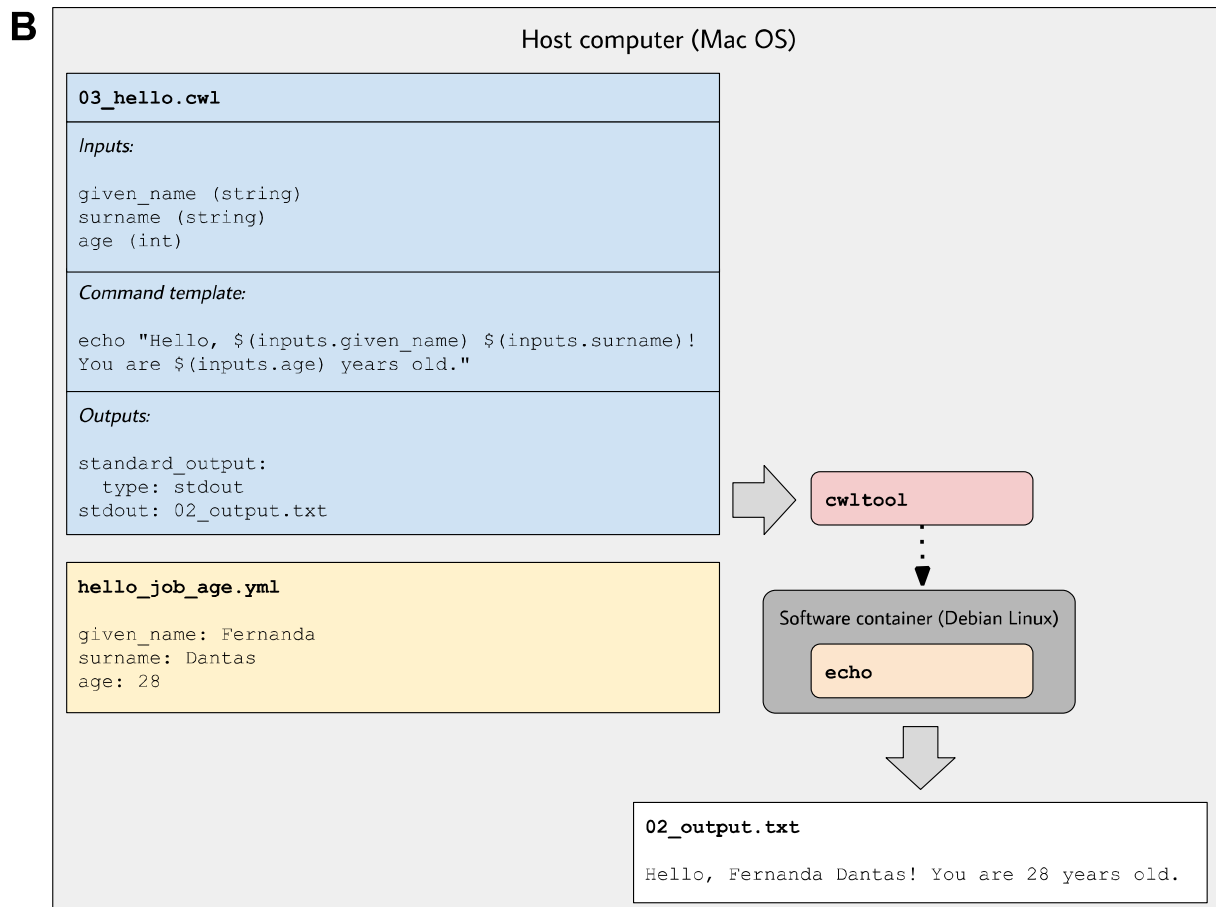 B
Host computer (Mac OS)
03_hello.cwl
Inputs:
given_name (string)
surname (string)
age (int)
Command template:
echo "Hello, $(inputs.given_name) $(inputs.surname)!
You are $(inputs.age) years old."
Outputs:
standard_output:
  type: stdout
stdout: 02_output.txt
cwltool
hello_job_age.yml
given_name: Fernanda
surname: Dantas
age: 28
Software container (Debian Linux)
echo
02_output.txt
Hello, Fernanda Dantas! You are 28 years old.